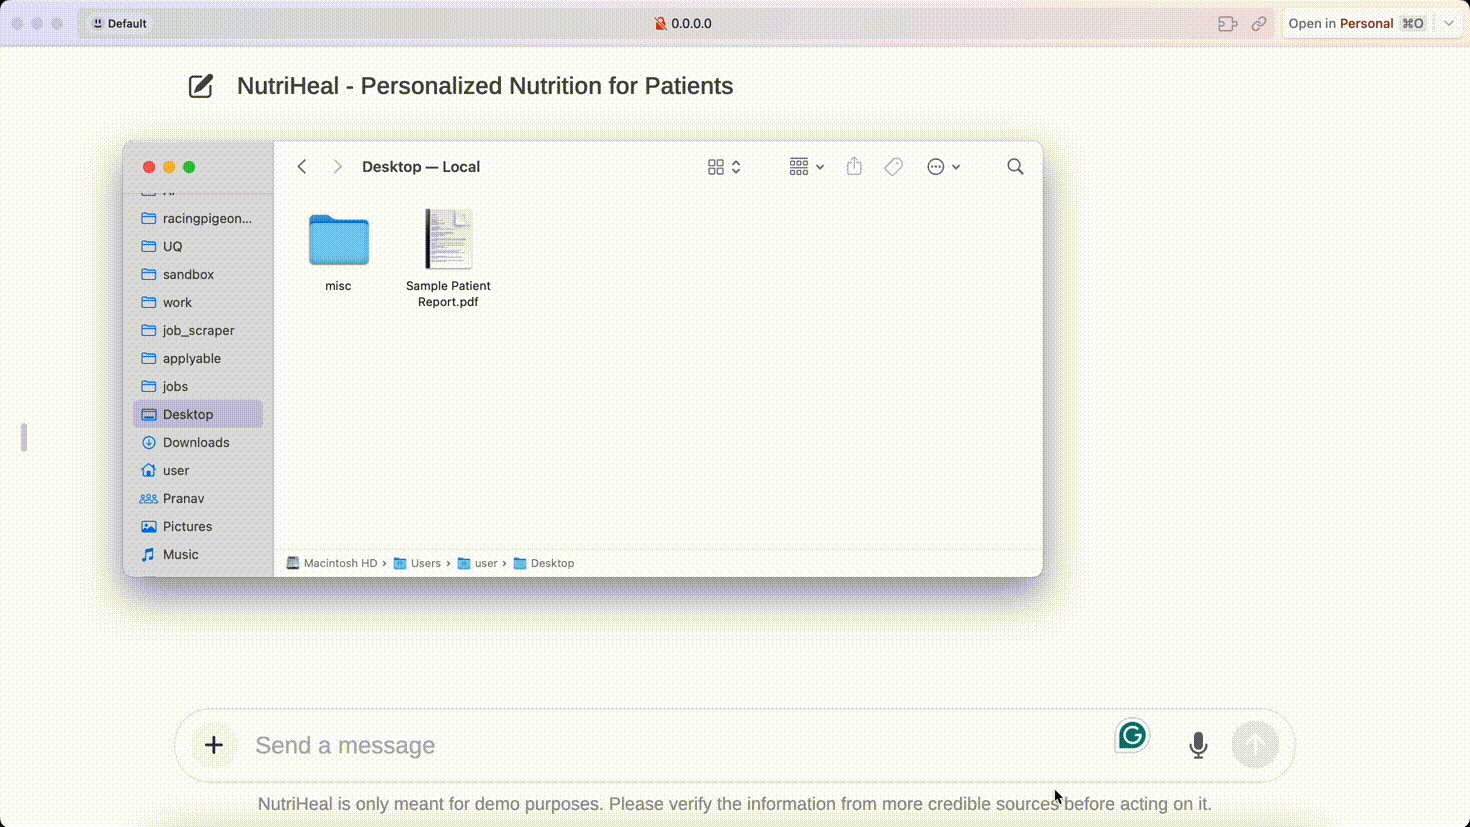 Default
0.0.0.0
Open in Personal ⌘O
NutriHeal - Personalized Nutrition for Patients
Desktop — Local
racingpigeon...
UQ
sandbox
work
job_scraper
applyable
jobs
Desktop
Downloads
user
Pranav
Pictures
Music
misc
Sample Patient
Report.pdf
Macintosh HD › Users › user › Desktop
Send a message
NutriHeal is only meant for demo purposes. Please verify the information from more credible sources before acting on it.